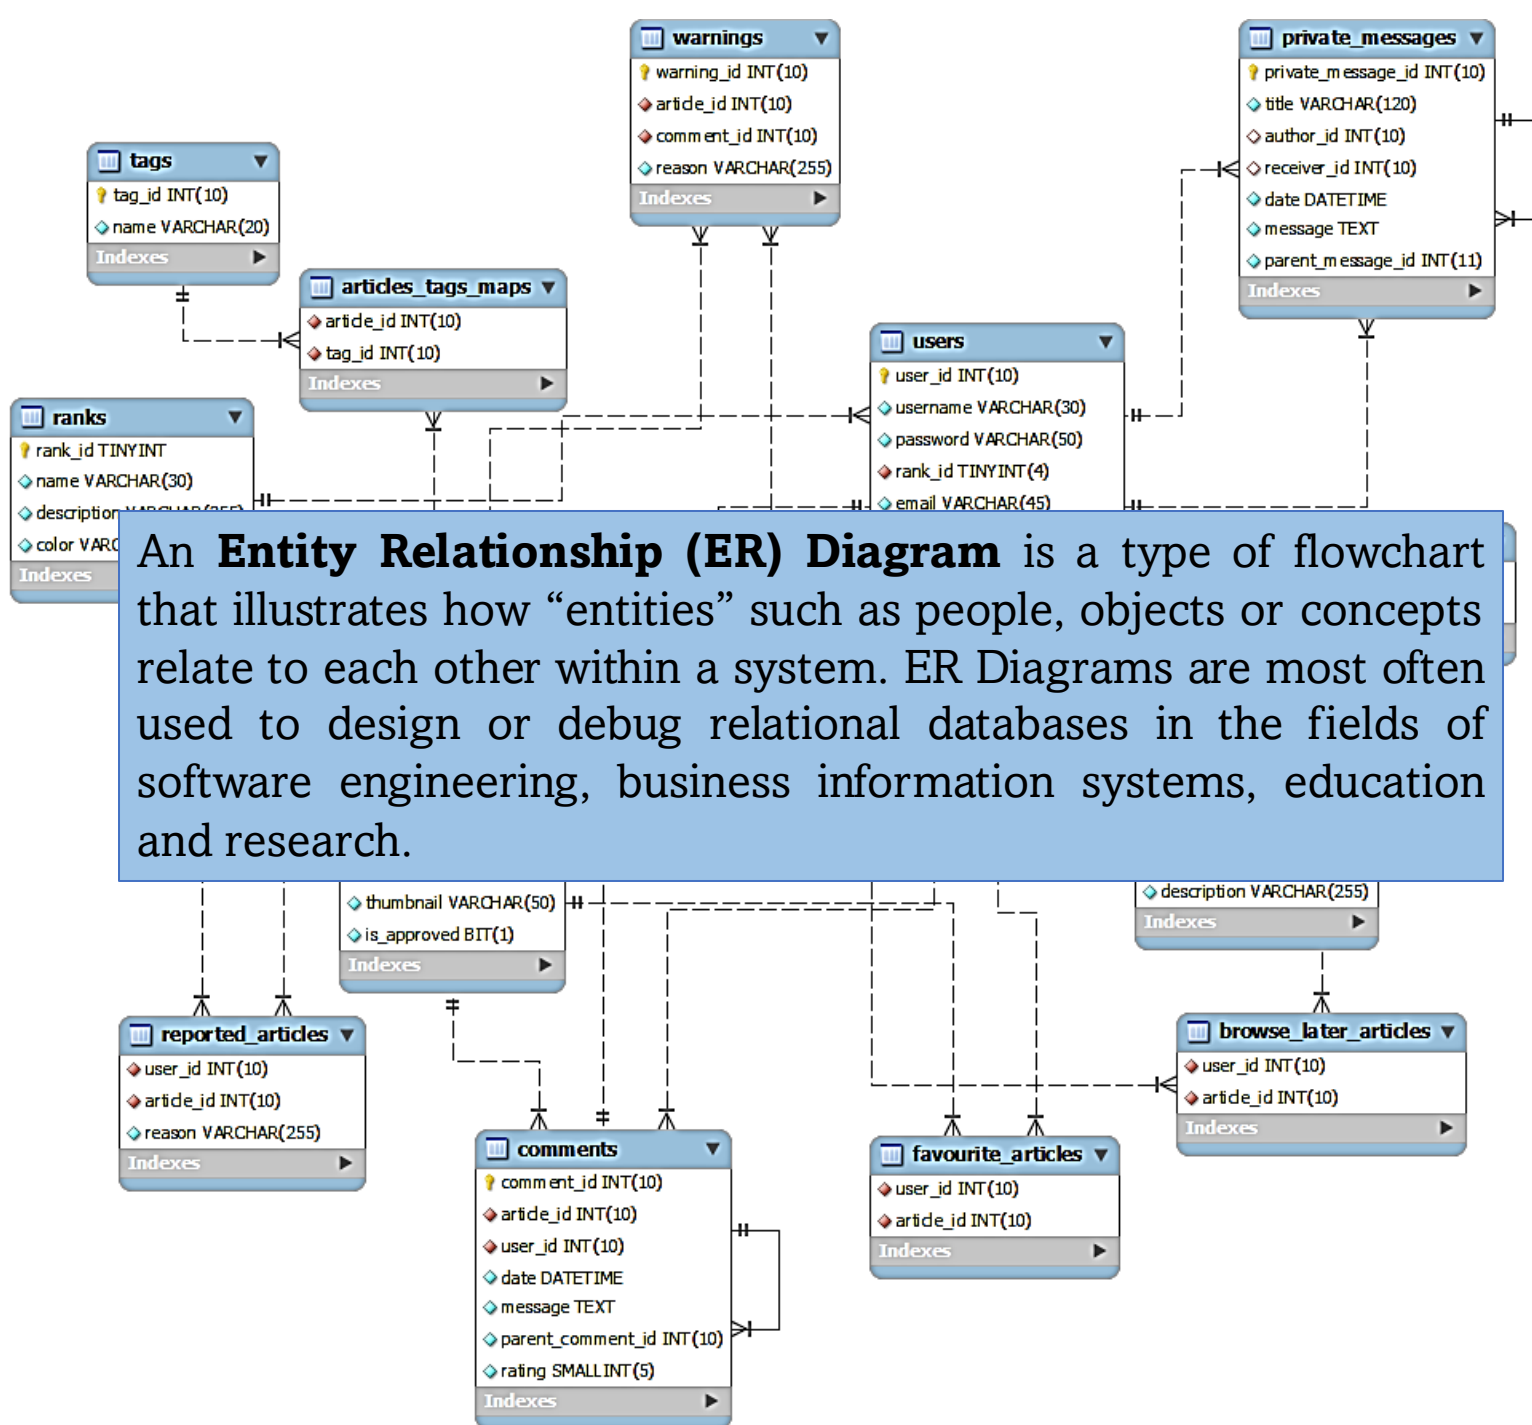 warnings
warning_id INT(10)
article_id INT(10)
comment_id INT(10)
reason VARCHAR(255)
Indexes
private_messages
private_message_id INT(10)
title VARCHAR(120)
author_id INT(10)
receiver_id INT(10)
date DATETIME
message TEXT
parent_message_id INT(11)
Indexes
tags
tag_id INT(10)
name VARCHAR(20)
Indexes
articles_tags_maps
article_id INT(10)
tag_id INT(10)
Indexes
users
user_id INT(10)
username VARCHAR(30)
password VARCHAR(50)
rank_id TINYINT(4)
email VARCHAR(45)
ranks
rank_id TINYINT
name VARCHAR(30)
description VARCHAR(255)
color
Indexes
An Entity Relationship (ER) Diagram is a type of flowchart
that illustrates how “entities” such as people, objects or concepts
relate to each other within a system. ER Diagrams are most often
used to design or debug relational databases in the fields of
software engineering, business information systems, education
and research.
thumbnail VARCHAR(50)
is_approved BIT(1)
Indexes
description VARCHAR(255)
Indexes
reported_articles
user_id INT(10)
article_id INT(10)
reason VARCHAR(255)
Indexes
comments
comment_id INT(10)
article_id INT(10)
user_id INT(10)
date DATETIME
message TEXT
parent_comment_id INT(10)
rating SMALLINT(5)
Indexes
favourite_articles
user_id INT(10)
article_id INT(10)
Indexes
browse_later_articles
user_id INT(10)
article_id INT(10)
Indexes